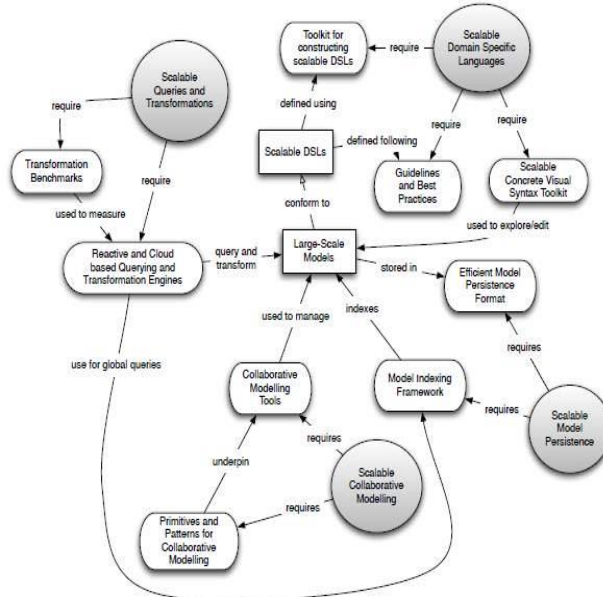 Scalable
Queries and
Transformations
Toolkit for
constructing
scalable DSLs
require
Scalable
Domain Specific
Languages
require
defined using
require
require
Transformation
Benchmarks
require
Scalable DSLs
defined following
Guidelines
and Best
Practices
Scalable
Concrete Visual
Syntax Toolkit
used to measure
conform to
used to explore/edit
Reactive and Cloud
based Querying and
Transformation Engines
query and
transform
Large-Scale
Models
stored in
Efficient Model
Persistence
Format
used to manage
indexes
requires
use for global queries
Collaborative
Modelling
Tools
Model Indexing
Framework
requires
Scalable
Model
Persistence
underpin
requires
Scalable
Collaborative
Modelling
requires
Primitives and
Patterns for
Collaborative
Modelling